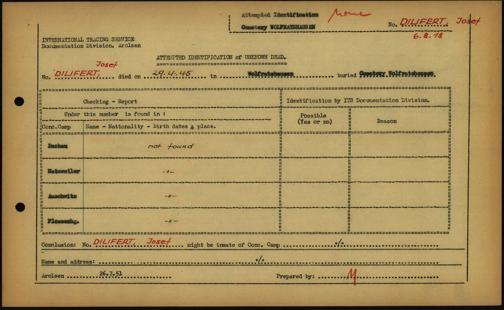 Attempted Identification
Cemetery WOLFRATSHAUSEN
None
No. DILIFERT, Josef
6.8.18
INTERNATIONAL TRACING SERVICE
Documentation Division, Arolsen
ATTEMPTED IDENTIFICATION of UNKNOWN DEAD.
Josef
No. DILIFERT, died on 29.4.45 in Wolfratshausen buried Cemetery Wolfratshausen.
Checking - Report
Identification by ITS Documentation Division.
Under this number is found in :
Possible
(Yes or no)
Reason
Conc.Camp
Name - Nationality - Birth dates & place.
Dachau not found
Natzweiler -"-
Auschwitz -"-
Flossenbg. -"-
Conclusion: No. DILIFERT, Josef might be inmate of Conc. Camp ./.
Name and address: ./.
Arolsen 26.7.51 Prepared by: M